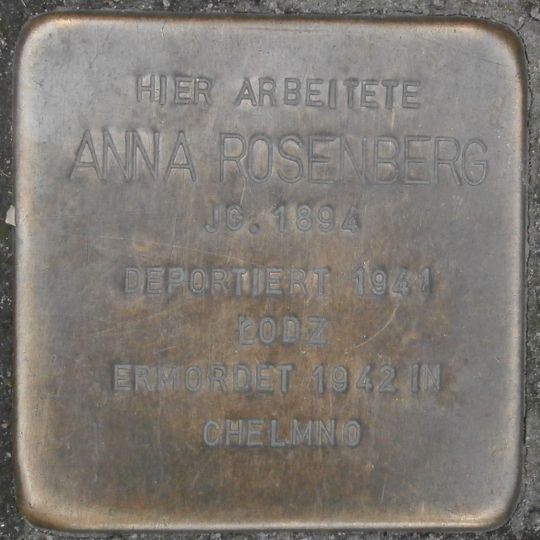 HIER ARBEITETE
ANNA ROSENBERG
JG. 1894
DEPORTIERT 1941
ŁODZ
ERMORDET 1942 IN
CHELMNO